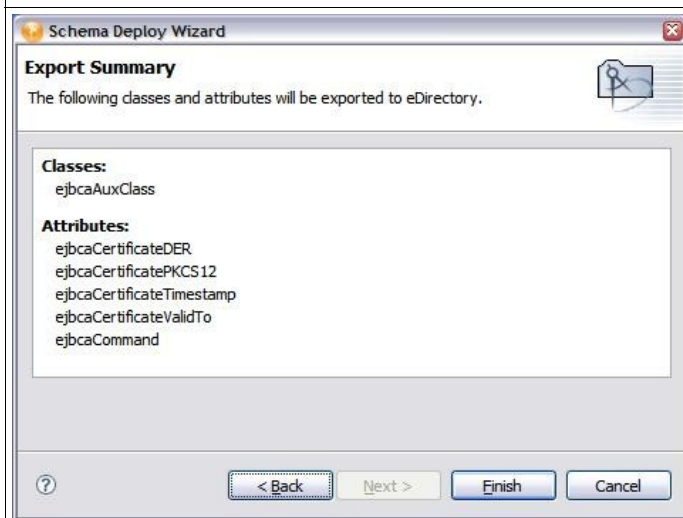 Schema Deploy Wizard
Export Summary
The following classes and attributes will be exported to eDirectory.
Classes:
ejbcaAuxClass
Attributes:
ejbcaCertificateDER
ejbcaCertificatePKCS12
ejbcaCertificateTimestamp
ejbcaCertificateValidTo
ejbcaCommand
? < Back Next > Finish Cancel